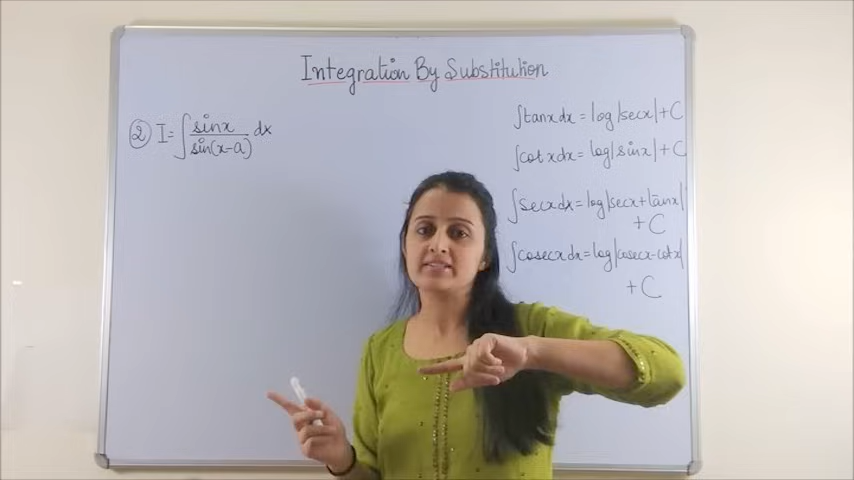 Integration By Substitution
② I = ∫ sinx / sin(x-a) dx
∫tanx dx = log|secx| + C
∫cot x dx = log|sinx| + C
∫secx dx = log|secx + tanx|
+ C
∫cosecx dx = log|cosecx - cotx|
+ C